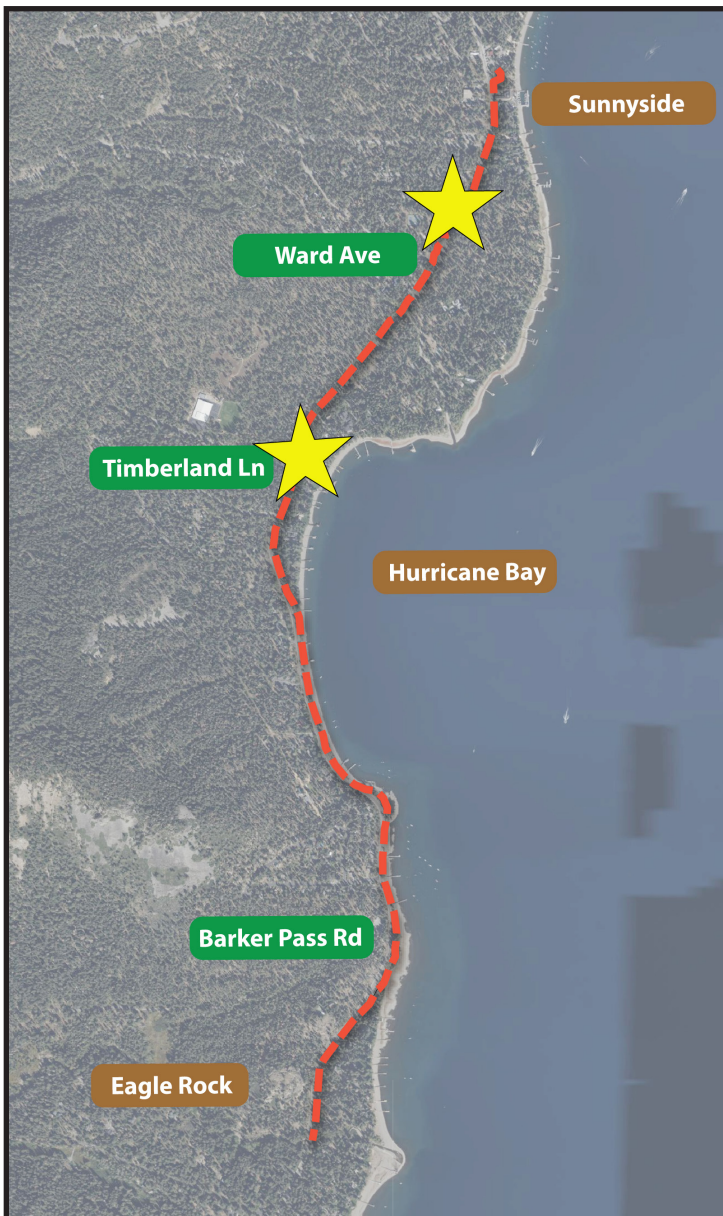 Sunnyside
Ward Ave
Timberland Ln
Hurricane Bay
Barker Pass Rd
Eagle Rock